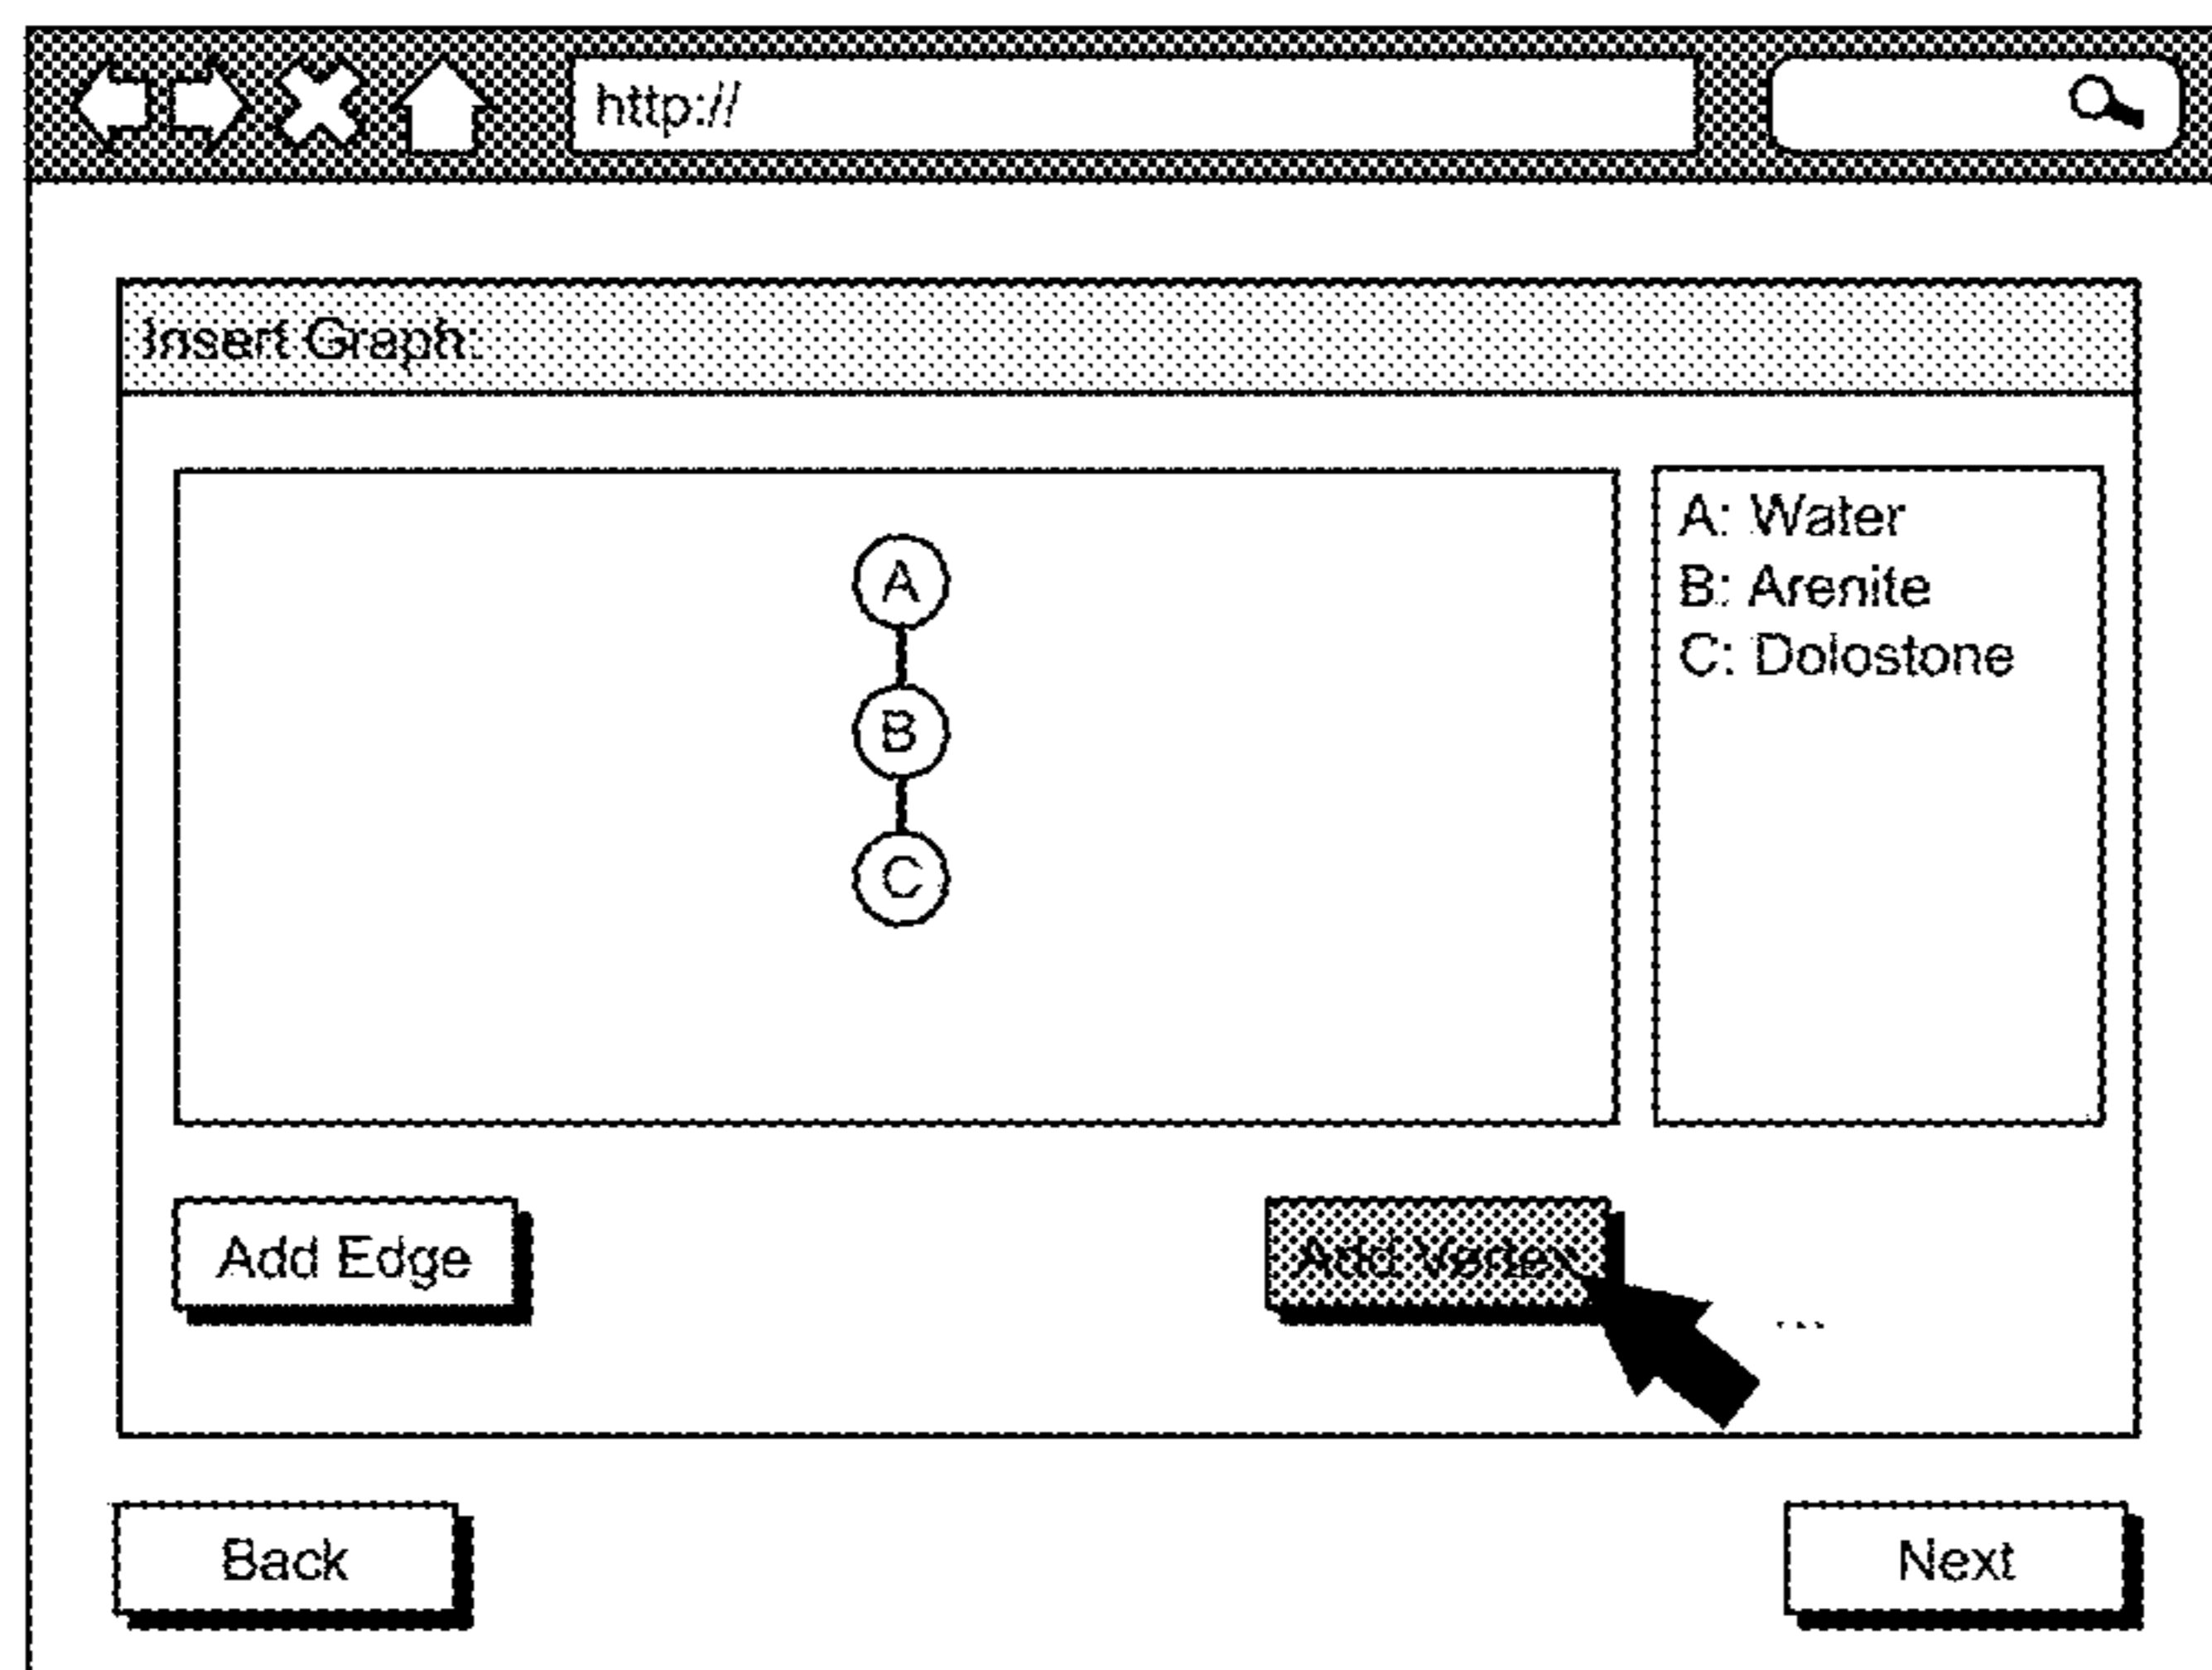 http://
Insert Graph:
A
B
C
A: Water
B: Arenite
C: Dolostone
Add Edge
Add Vertex
Back
Next